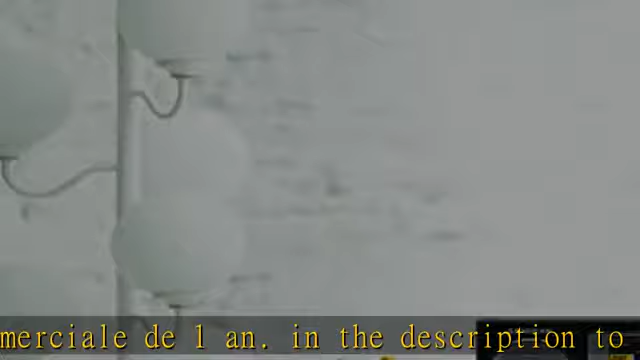 merciale de 1 an. in the description to